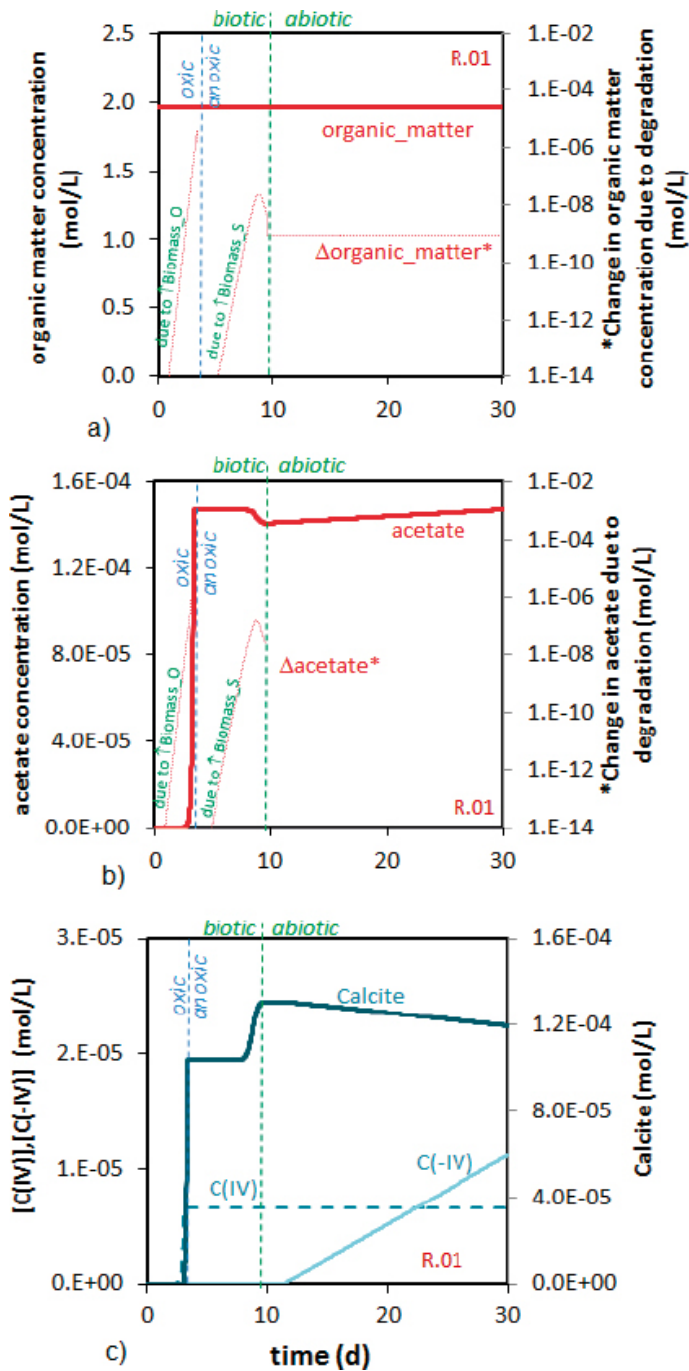 biotic abiotic
2.5
2.0
1.5
1.0
0.5
0.0
organic matter concentration
(mol/L)
oxic
anoxic
R.01
organic_matter
Δorganic_matter*
due to ↑Biomass_O
due to ↑Biomass_S
1.E-02
1.E-04
1.E-06
1.E-08
1.E-10
1.E-12
1.E-14
*Change in organic matter
concentration due to degradation
(mol/L)
0 10 20 30
a)
biotic abiotic
1.6E-04
1.2E-04
8.0E-05
4.0E-05
0.0E+00
acetate concentration (mol/L)
oxic
anoxic
acetate
Δacetate*
due to ↑Biomass_O
due to ↑Biomass_S
R.01
1.E-02
1.E-04
1.E-06
1.E-08
1.E-10
1.E-12
1.E-14
*Change in acetate due to
degradation (mol/L)
0 10 20 30
b)
biotic abiotic
3.E-05
2.E-05
1.E-05
0.E+00
[C(IV)],[C(-IV)] (mol/L)
oxic
anoxic
Calcite
C(IV)
C(-IV)
R.01
1.6E-04
1.2E-04
8.0E-05
4.0E-05
0.0E+00
Calcite (mol/L)
0 10 20 30
c)
time (d)